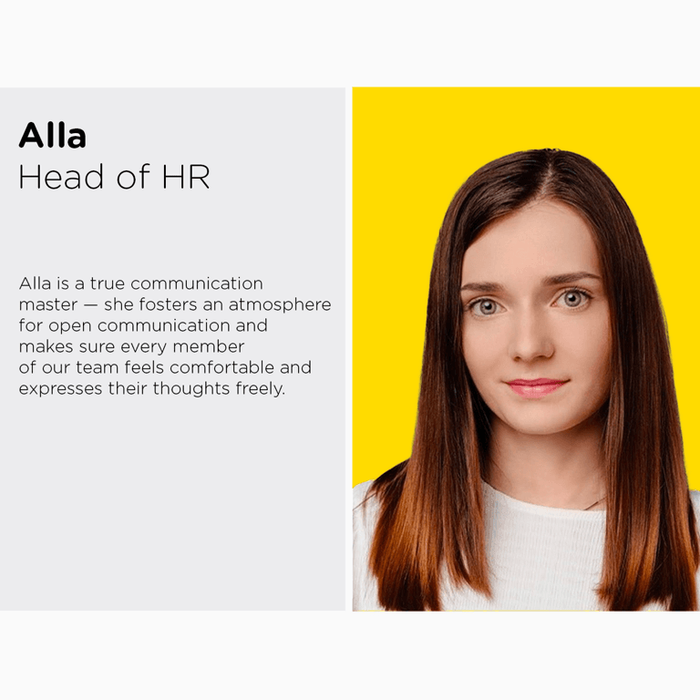 Alla
Head of HR
Alla is a true communication
master — she fosters an atmosphere
for open communication and
makes sure every member
of our team feels comfortable and
expresses their thoughts freely.